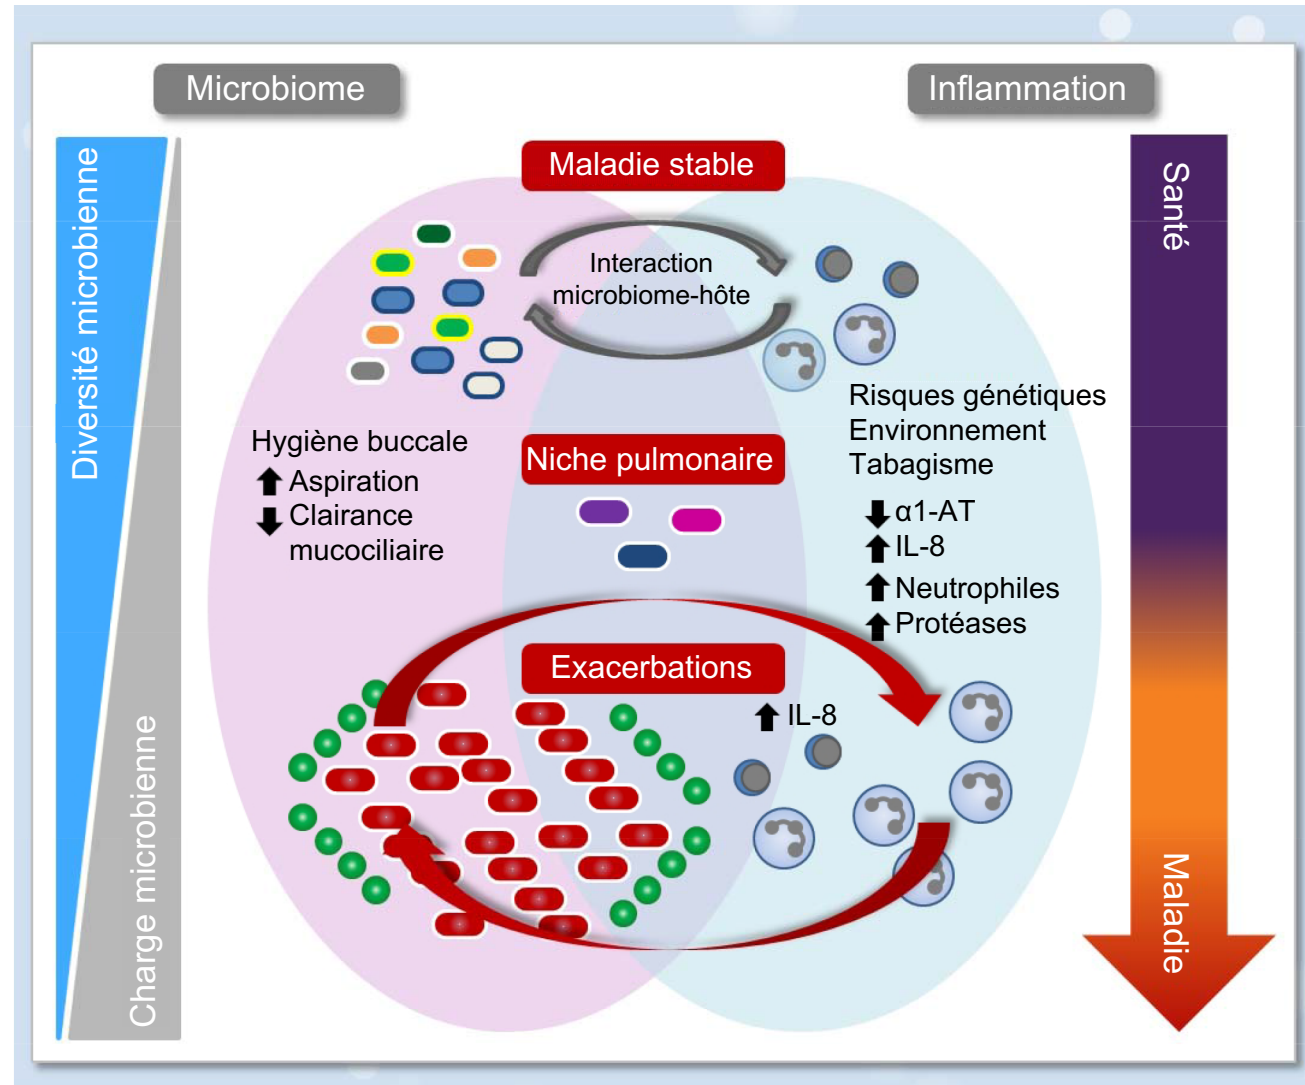 Microbiome
Inflammation
Diversité microbienne
Charge microbienne
Maladie stable
Interaction
microbiome-hôte
Hygiène buccale
Aspiration
Clairance
mucociliaire
Niche pulmonaire
Risques génétiques
Environnement
Tabagisme
α1-AT
IL-8
Neutrophiles
Protéases
Exacerbations
IL-8
Santé
Maladie